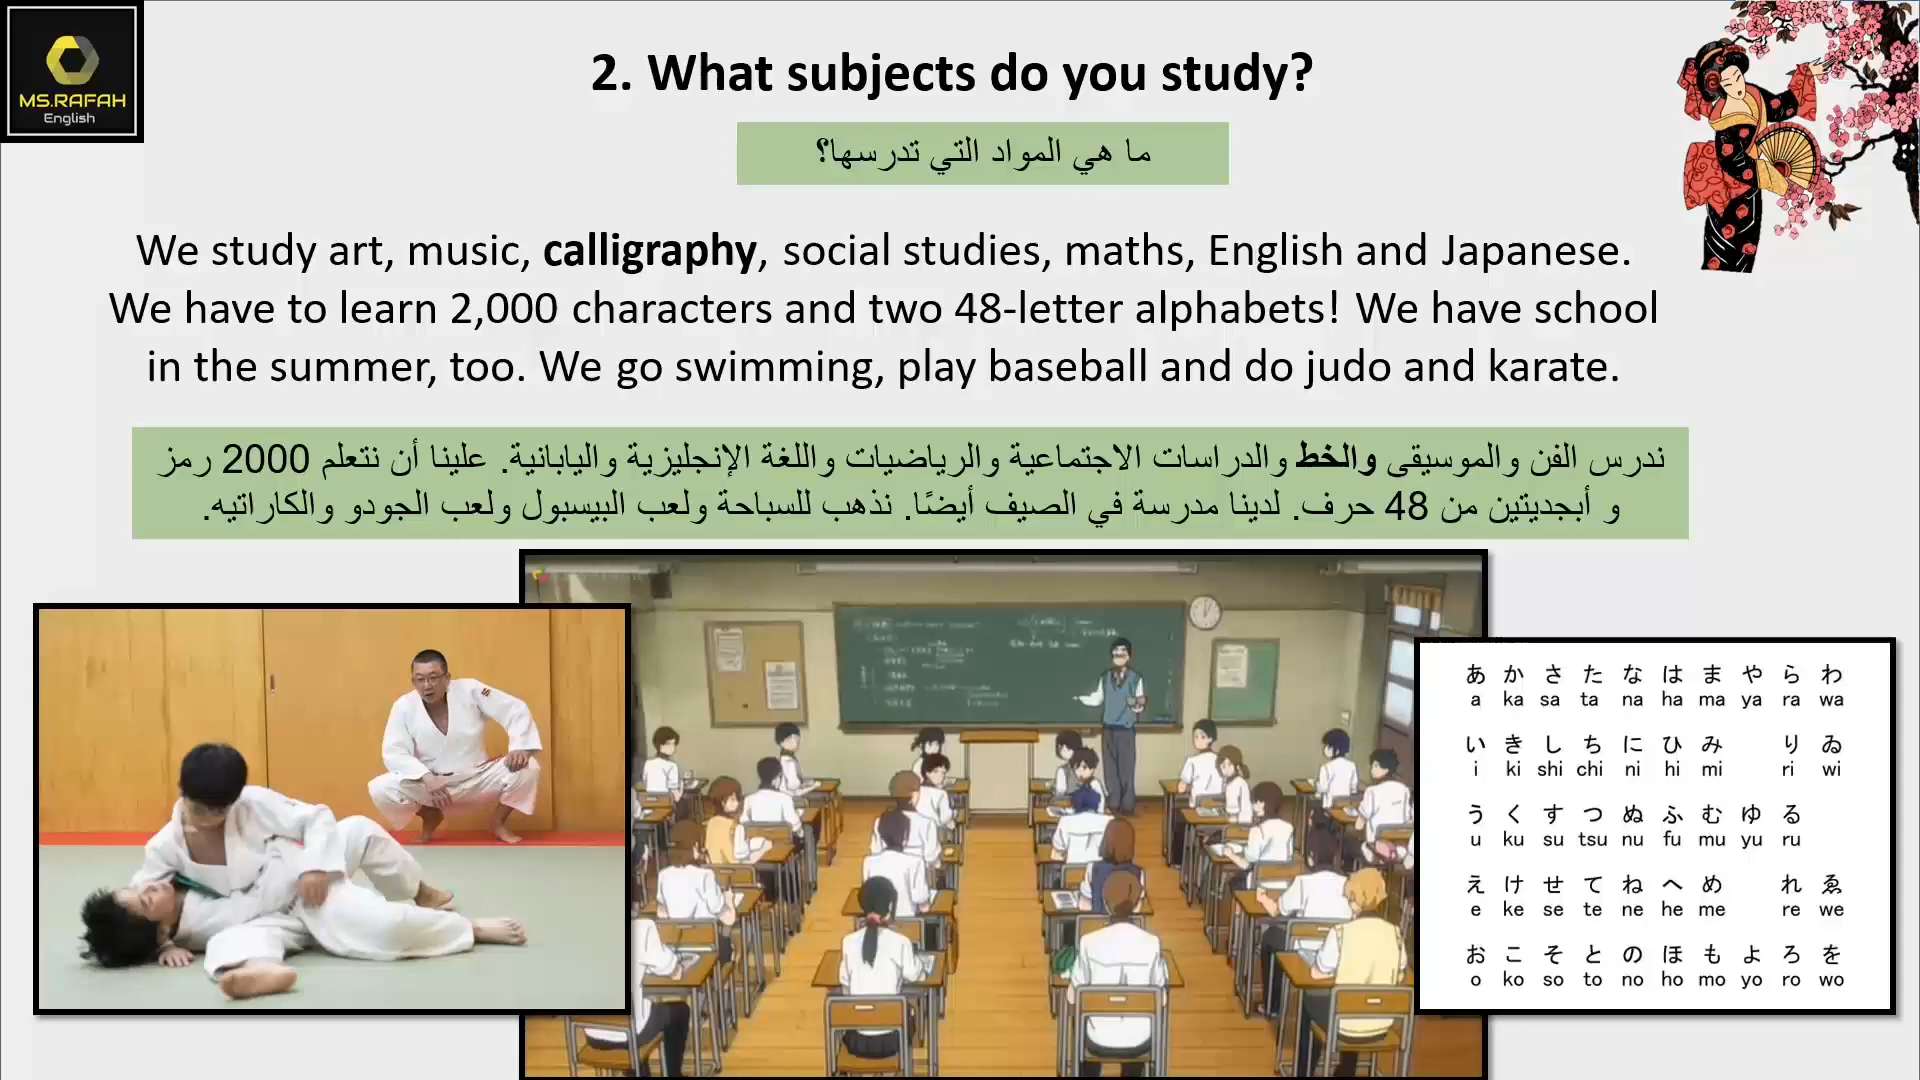 MS.RAFAH
English
2. What subjects do you study?
ما هي المواد التي تدرسها؟
We study art, music, calligraphy, social studies, maths, English and Japanese.
We have to learn 2,000 characters and two 48-letter alphabets! We have school
in the summer, too. We go swimming, play baseball and do judo and karate.
ندرس الفن والموسيقى والخط والدراسات الاجتماعية والرياضيات واللغة الإنجليزية واليابانية. علينا أن نتعلم 2000 رمز
و أبجديتين من 48 حرف. لدينا مدرسة في الصيف أيضًا. نذهب للسباحة ولعب البيسبول ولعب الجودو والكاراتيه.
あ か さ た な は ま や ら わ
a ka sa ta na ha ma ya ra wa
い き し ち に ひ み り ゐ
i ki shi chi ni hi mi ri wi
う く す つ ぬ ふ む ゆ る
u ku su tsu nu fu mu yu ru
え け せ て ね へ め れ ゑ
e ke se te ne he me re we
お こ そ と の ほ も よ ろ を
o ko so to no ho mo yo ro wo